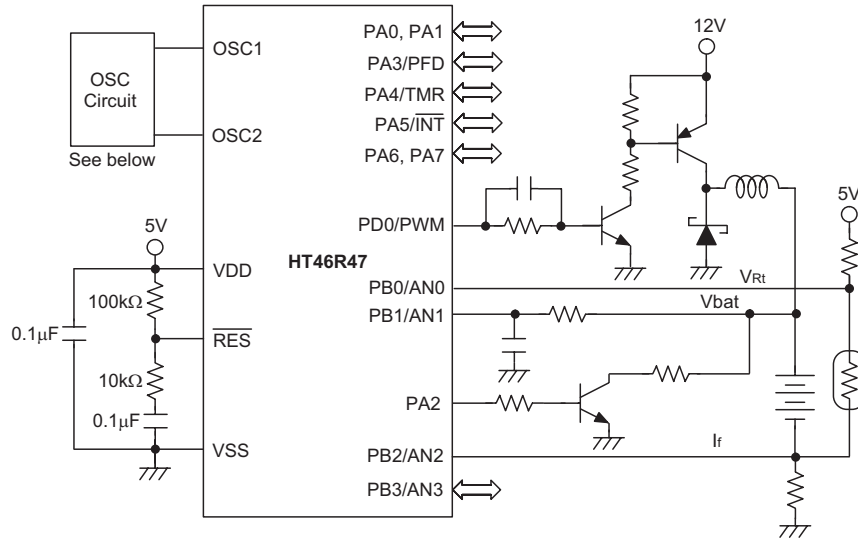 OSC
Circuit
See below
OSC1
OSC2
5V
VDD
100kΩ
0.1μF
RES
10kΩ
0.1μF
VSS
HT46R47
PA0, PA1
PA3/PFD
PA4/TMR
PA5/INT
PA6, PA7
PD0/PWM
PB0/AN0
PB1/AN1
PA2
PB2/AN2
PB3/AN3
12V
5V
VRt
Vbat
If